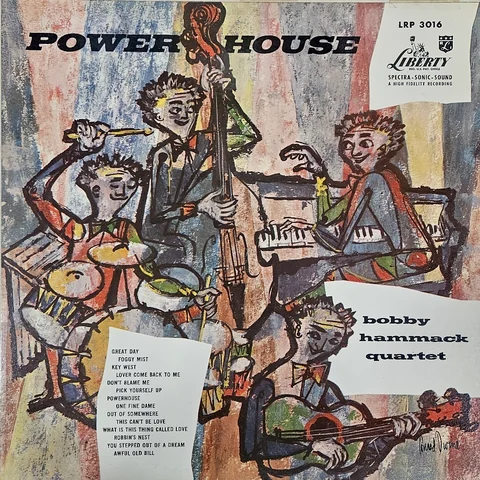 POWER HOUSE
LRP 3016
LIBERTY
SPECTRA-SONIC-SOUND
A HIGH FIDELITY RECORDING
bobby
hammack
quartet
GREAT DAY
FOGGY MIST
KEY WEST
LOVER COME BACK TO ME
DON'T BLAME ME
PICK YOURSELF UP
POWERHOUSE
ONE FINE DAME
OUT OF SOMEWHERE
THIS CAN'T BE LOVE
WHAT IS THIS THING CALLED LOVE
ROBBIN'S NEST
YOU STEPPED OUT OF A DREAM
AWFUL OLD BILL